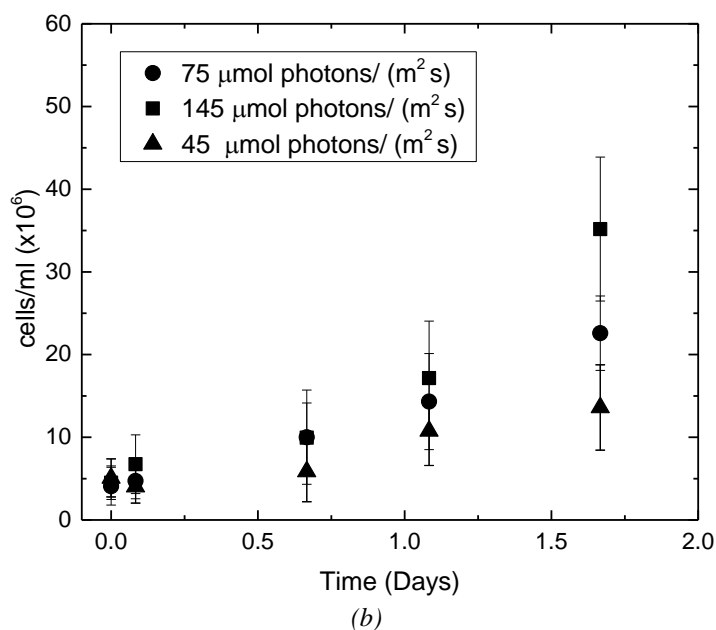 60
50
40
30
20
10
0
cells/ml (x10⁶)
75 μmol photons/ (m² s)
145 μmol photons/ (m² s)
45 μmol photons/ (m² s)
0.0 0.5 1.0 1.5 2.0
Time (Days)
(b)